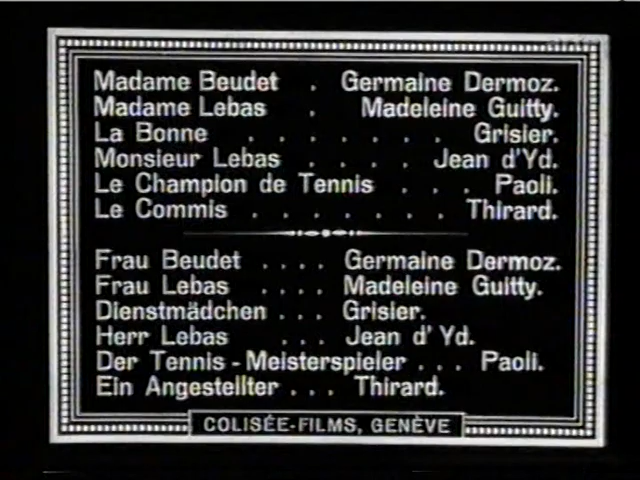 Madame Beudet . Germaine Dermoz.
Madame Lebas . Madeleine Guitty.
La Bonne . . . . . . . Grisier.
Monsieur Lebas . . . . Jean d'Yd.
Le Champion de Tennis . . . Paoli.
Le Commis . . . . . . . Thirard.
Frau Beudet . . . . Germaine Dermoz.
Frau Lebas . . . . Madeleine Guitty.
Dienstmädchen . . . Grisier.
Herr Lebas . . . Jean d' Yd.
Der Tennis - Meisterspieler . . . Paoli.
Ein Angestellter . . . Thirard.
COLISÉE-FILMS, GENÈVE